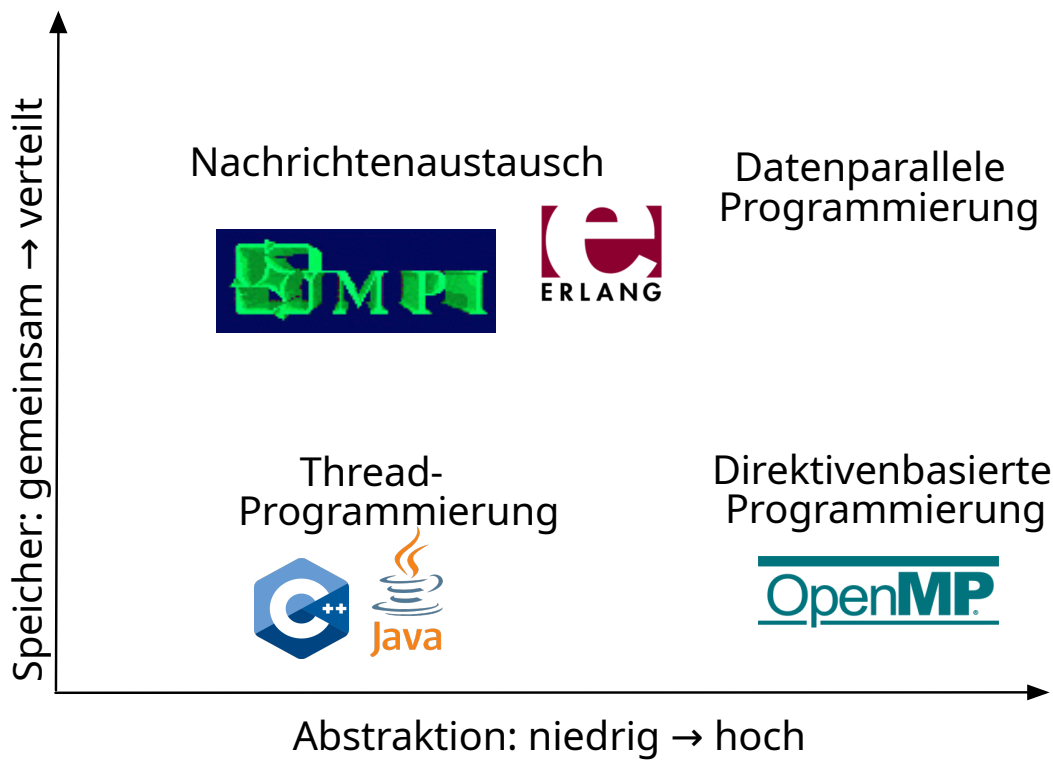 Speicher: gemeinsam → verteilt
Nachrichtenaustausch
MPI
ERLANG
Datenparallele
Programmierung
Thread-
Programmierung
C++
Java
Direktivenbasierte
Programmierung
OpenMP
Abstraktion: niedrig → hoch